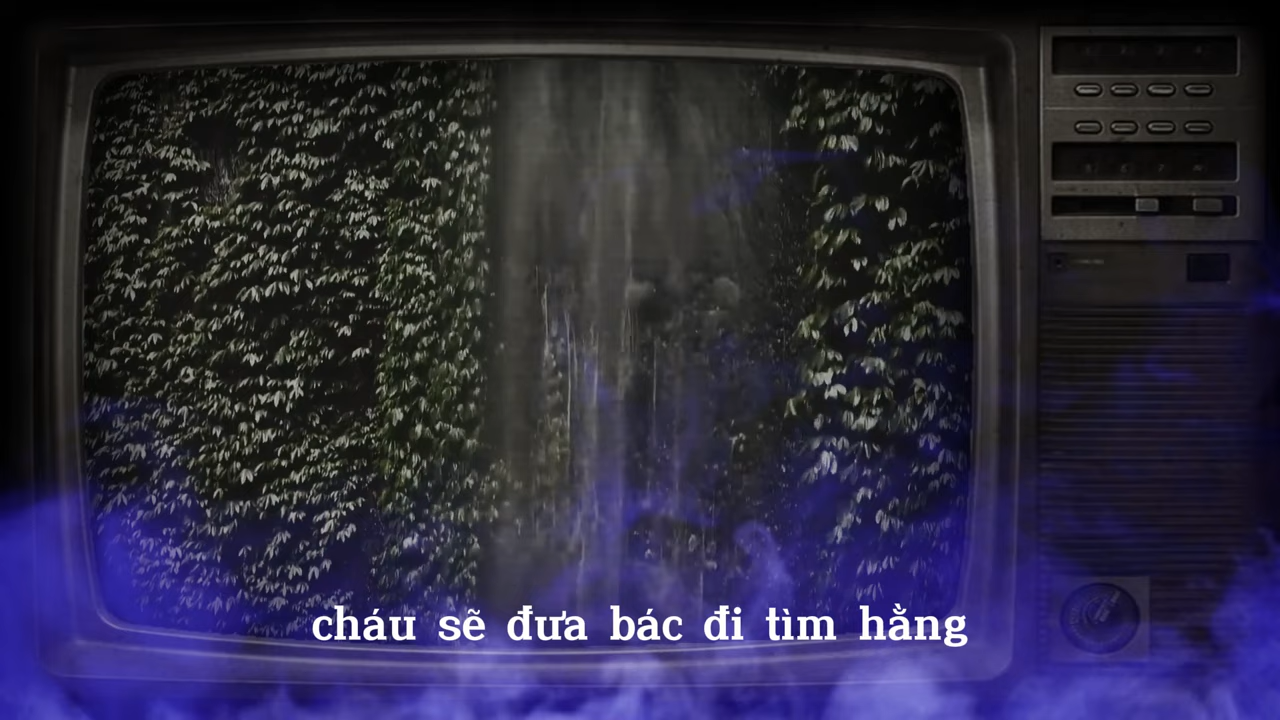 cháu sẽ đưa bác đi tìm hằng